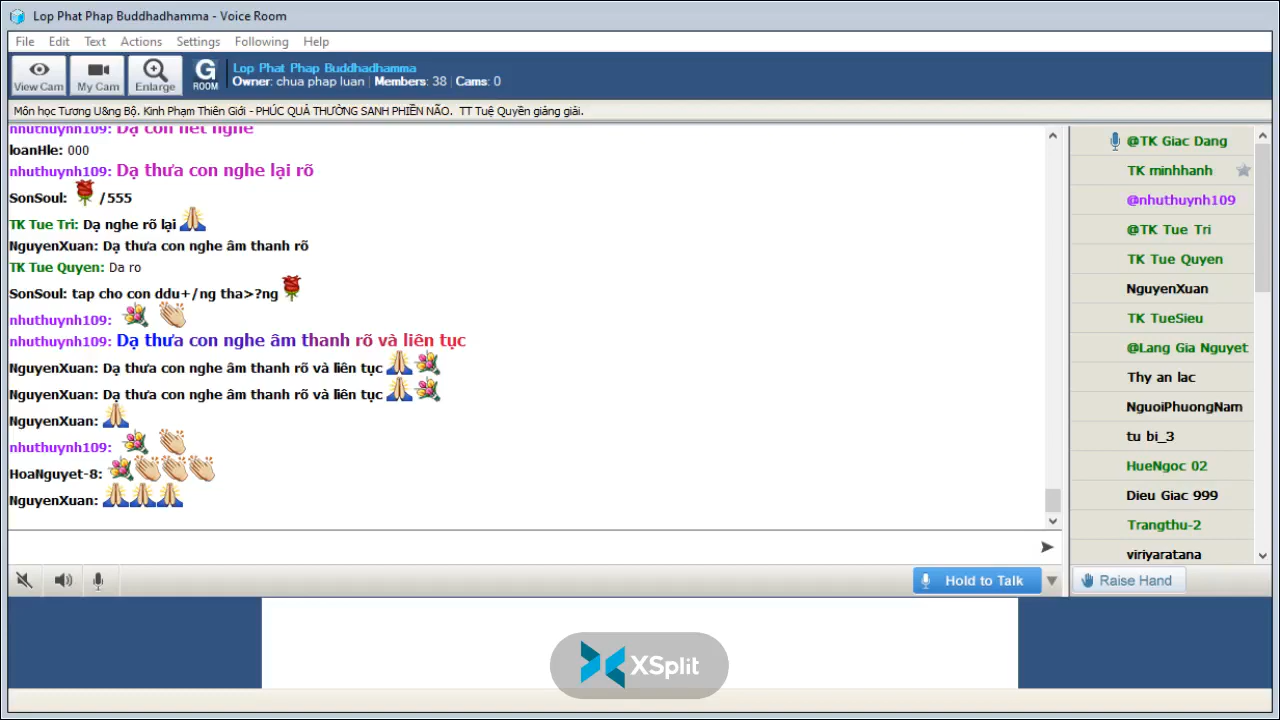 Lop Phat Phap Buddhadhamma - Voice Room
File Edit Text Actions Settings Following Help
View Cam My Cam Enlarge
G ROOM
Lop Phat Phap Buddhadhamma
Owner: chua phap luan Members: 38 Cams: 0
Môn học Tương U&ng Bộ. Kinh Phạm Thiên Giới - PHÚC QUẢ THƯỜNG SANH PHIỀN NÃO. TT Tuệ Quyền giảng giải.
nhuthuynh109: Dạ con hết nghe
loanHle: 000
nhuthuynh109: Dạ thưa con nghe lại rõ
SonSoul: /555
TK Tue Tri: Dạ nghe rõ lại
NguyenXuan: Dạ thưa con nghe âm thanh rõ
TK Tue Quyen: Da ro
SonSoul: tap cho con ddu+/ng tha>?ng
nhuthuynh109:
nhuthuynh109: Dạ thưa con nghe âm thanh rõ và liên tục
NguyenXuan: Dạ thưa con nghe âm thanh rõ và liên tục
NguyenXuan: Dạ thưa con nghe âm thanh rõ và liên tục
NguyenXuan:
nhuthuynh109:
HoaNguyet-8:
NguyenXuan:
Hold to Talk
@TK Giac Dang
TK minhhanh
@nhuthuynh109
@TK Tue Tri
TK Tue Quyen
NguyenXuan
TK TueSieu
@Lang Gia Nguyet
Thy an lac
NguoiPhuongNam
tu bi_3
HueNgoc 02
Dieu Giac 999
Trangthu-2
viriyaratana
Raise Hand
XSplit